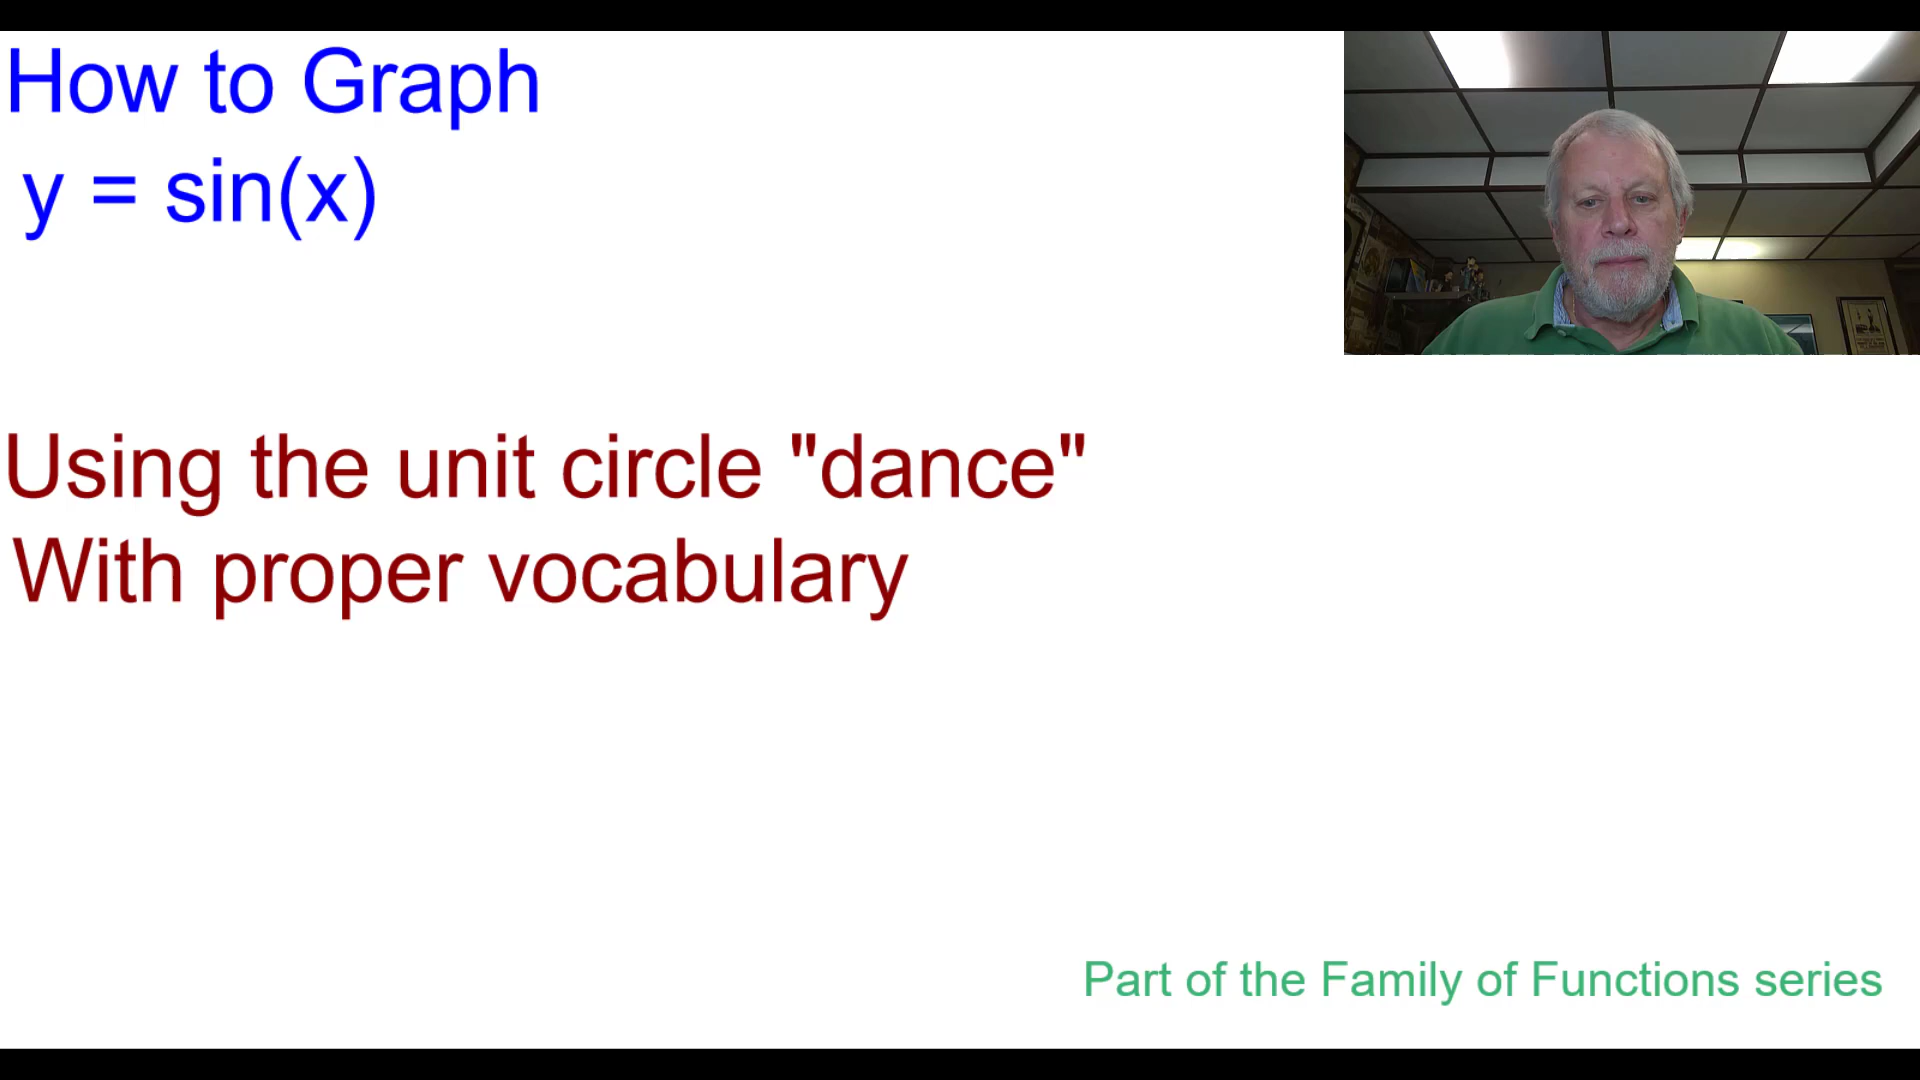 How to Graph
y = sin(x)
Using the unit circle "dance"
With proper vocabulary
Part of the Family of Functions series